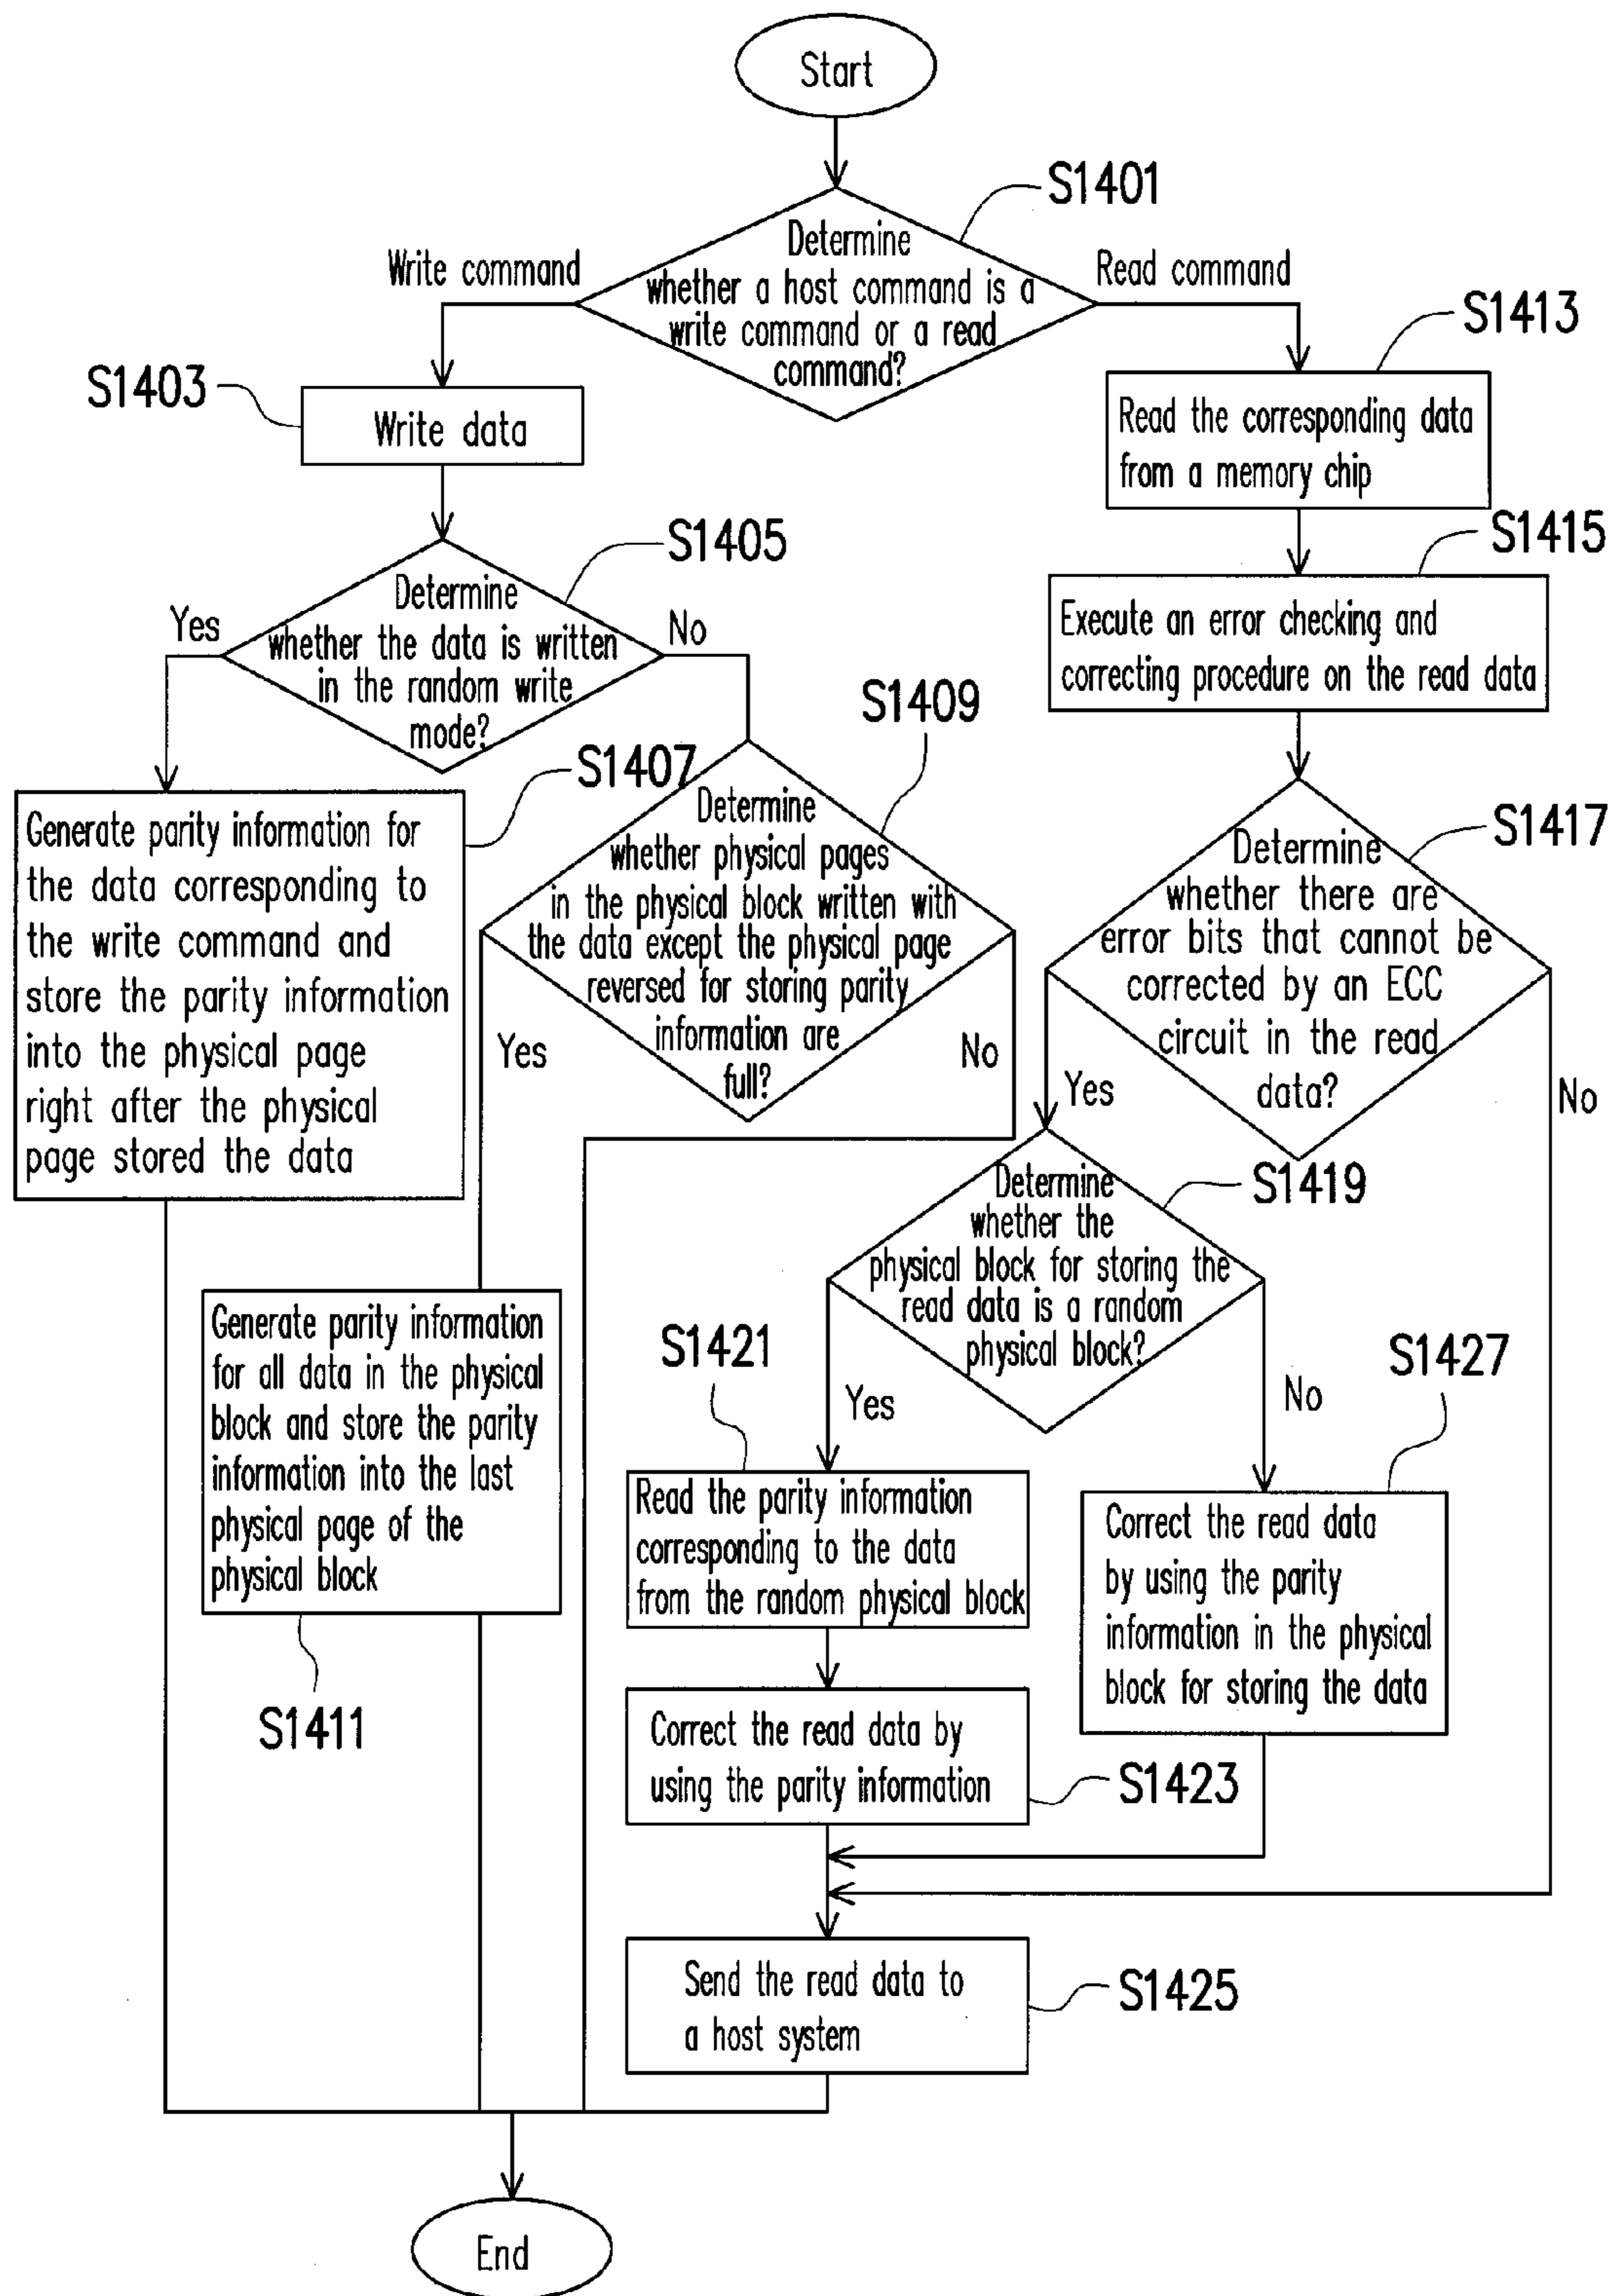 Start
S1401
Determine
whether a host command is a
write command or a read
command?
Write command
Read command
S1403
Write data
S1413
Read the corresponding data
from a memory chip
S1405
Determine
whether the data is written
in the random write
mode?
Yes
No
S1415
Execute an error checking and
correcting procedure on the read data
S1407
Generate parity information for
the data corresponding to
the write command and
store the parity information
into the physical page
right after the physical
page stored the data
S1409
Determine
whether physical pages
in the physical block written with
the data except the physical page
reversed for storing parity
information are
full?
Yes
No
S1417
Determine
whether there are
error bits that cannot be
corrected by an ECC
circuit in the read
data?
Yes
No
S1411
Generate parity information
for all data in the physical
block and store the parity
information into the last
physical page of the
physical block
S1419
Determine
whether the
physical block for storing the
read data is a random
physical block?
Yes
No
S1421
Read the parity information
corresponding to the data
from the random physical block
S1427
Correct the read data
by using the parity
information in the physical
block for storing the data
Correct the read data by
using the parity information
S1423
Send the read data to
a host system
S1425
End